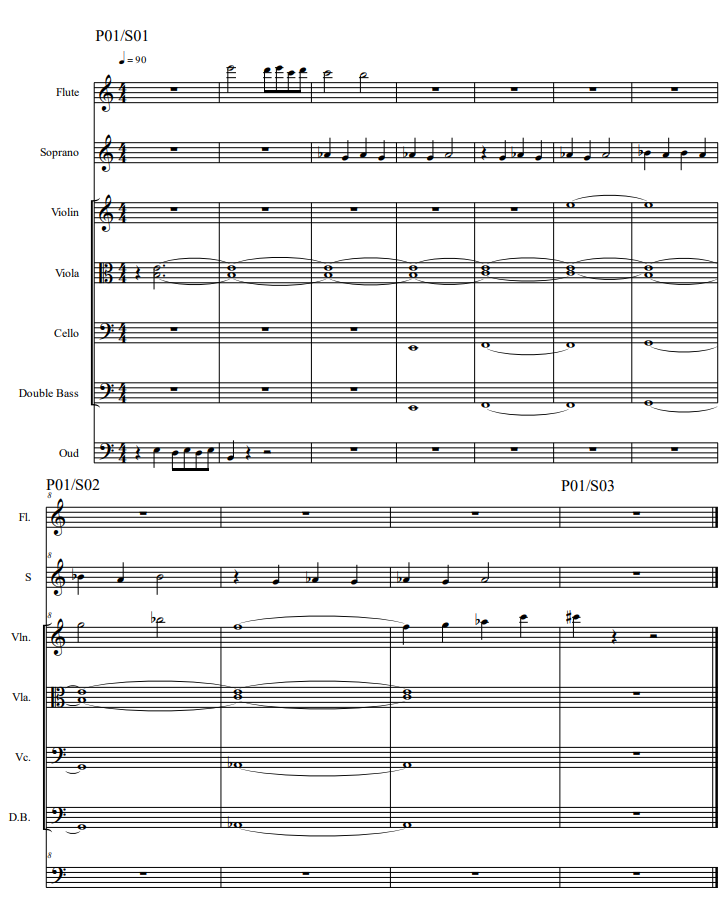 P01/S01
♩ = 90
Flute
Soprano
Violin
Viola
Cello
Double Bass
Oud
P01/S02 P01/S03
8
Fl.
8
S
8
Vln.
Vla.
Vc.
D.B.
8